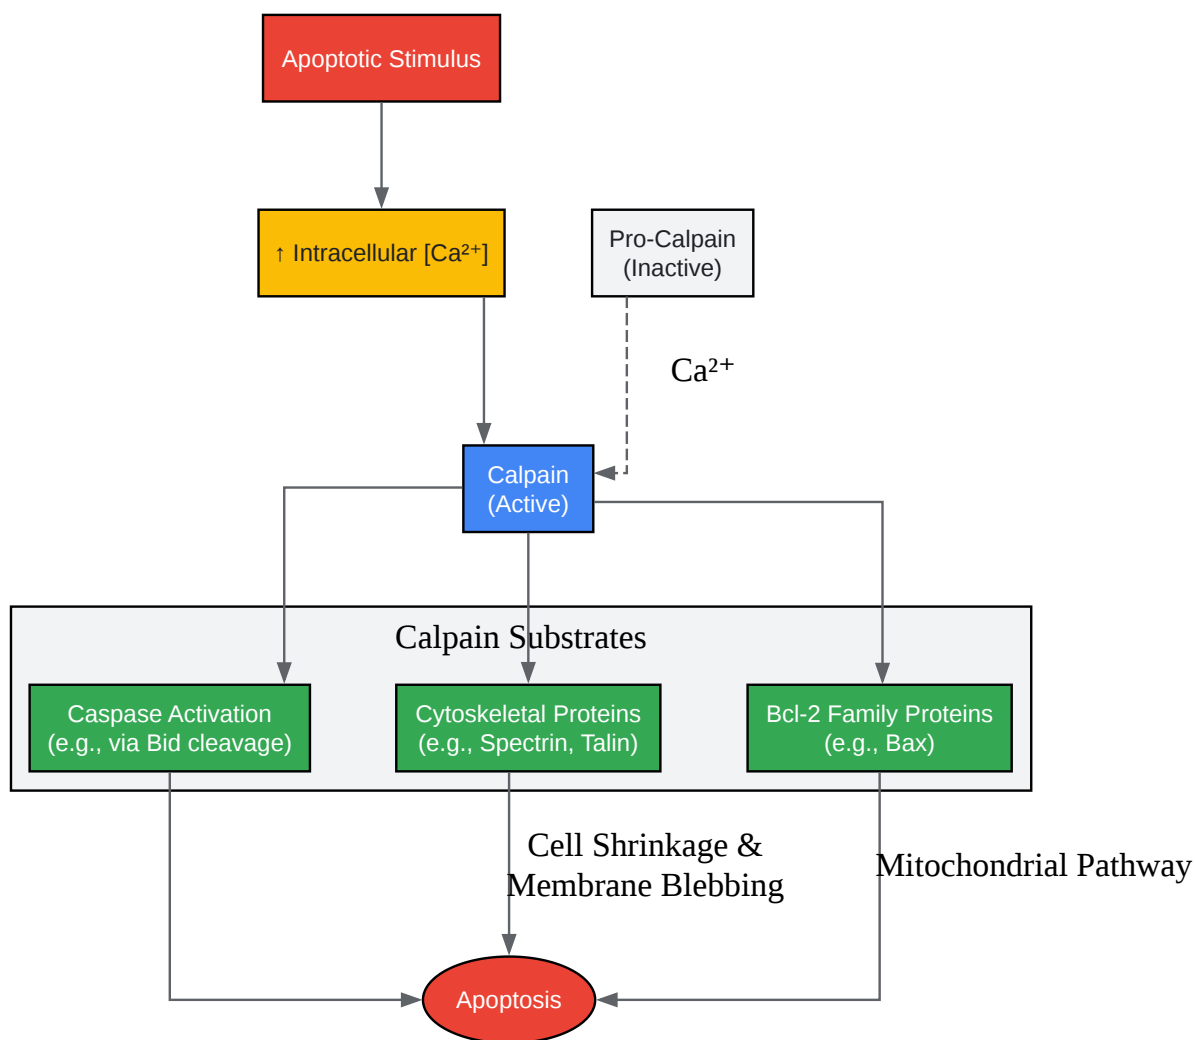 Apoptotic Stimulus
↑ Intracellular [Ca²⁺]
Pro-Calpain
(Inactive)
Ca²⁺
Calpain
(Active)
Calpain Substrates
Caspase Activation
(e.g., via Bid cleavage)
Cytoskeletal Proteins
(e.g., Spectrin, Talin)
Bcl-2 Family Proteins
(e.g., Bax)
Cell Shrinkage &
Membrane Blebbing
Mitochondrial Pathway
Apoptosis